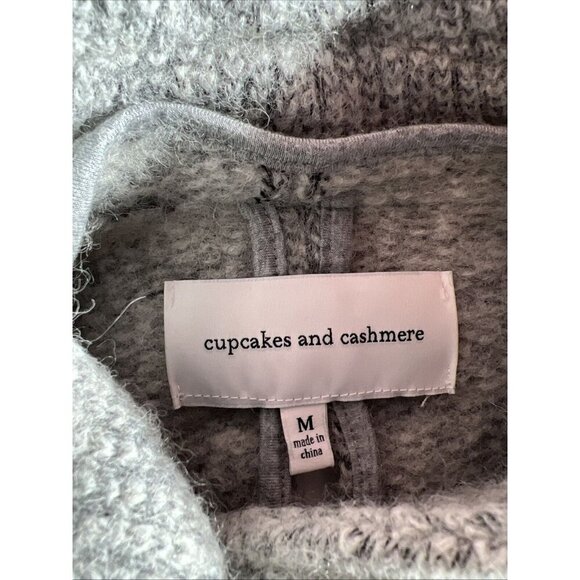 cupcakes and cashmere
M
made in
china